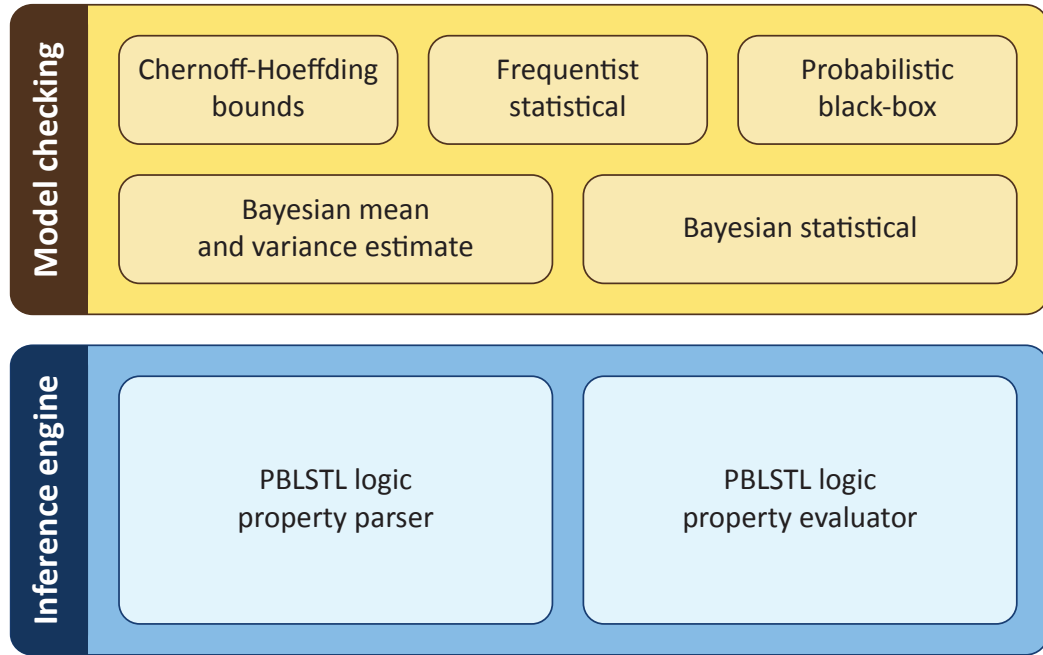 Model checking
Chernoff-Hoeffding
bounds
Frequentist
statistical
Probabilistic
black-box
Bayesian mean
and variance estimate
Bayesian statistical
Inference engine
PBLSTL logic
property parser
PBLSTL logic
property evaluator